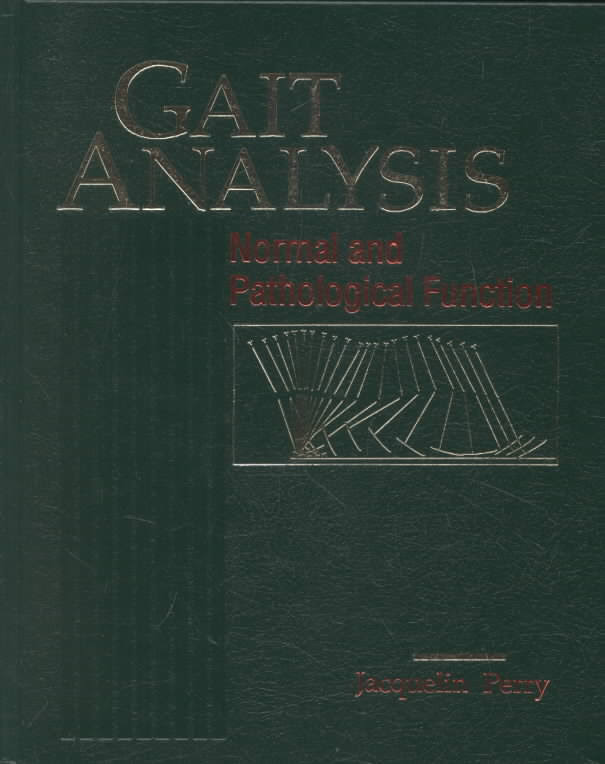 GAIT
ANALYSIS
Normal and
Pathological Function
Jacquelin Perry